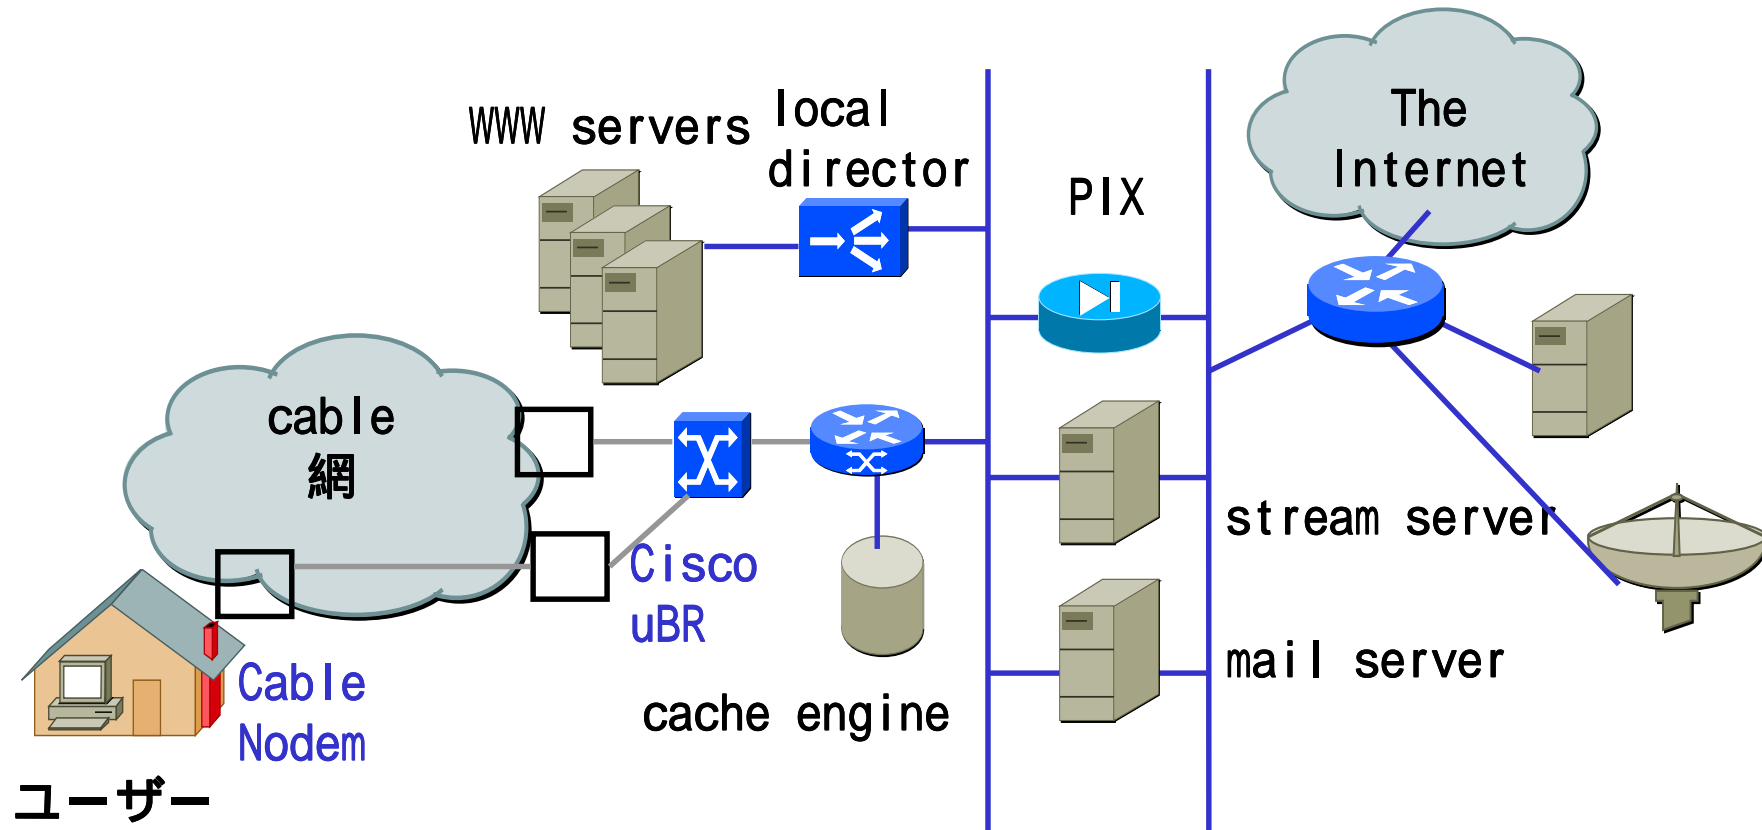 WWW servers
local
director
PIX
The
Internet
cable
網
Cisco
uBR
stream server
mail server
cache engine
Cable
Nodem
ユーザー